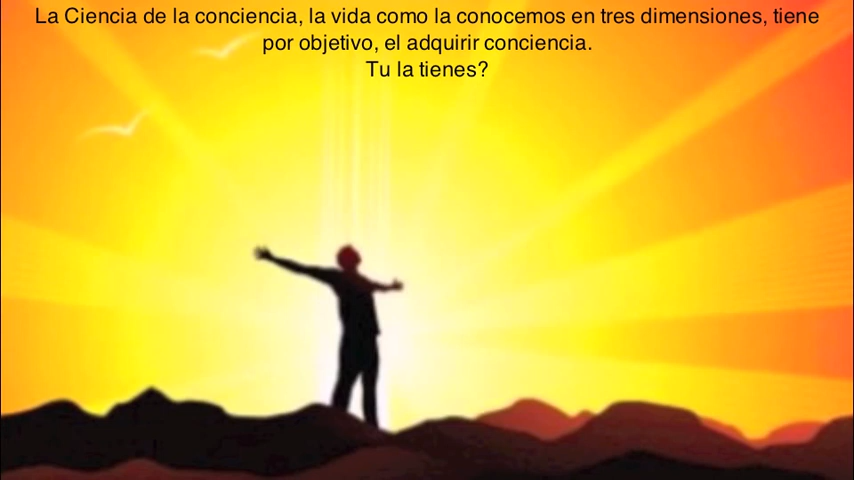 La Ciencia de la conciencia, la vida como la conocemos en tres dimensiones, tiene
por objetivo, el adquirir conciencia.
Tu la tienes?